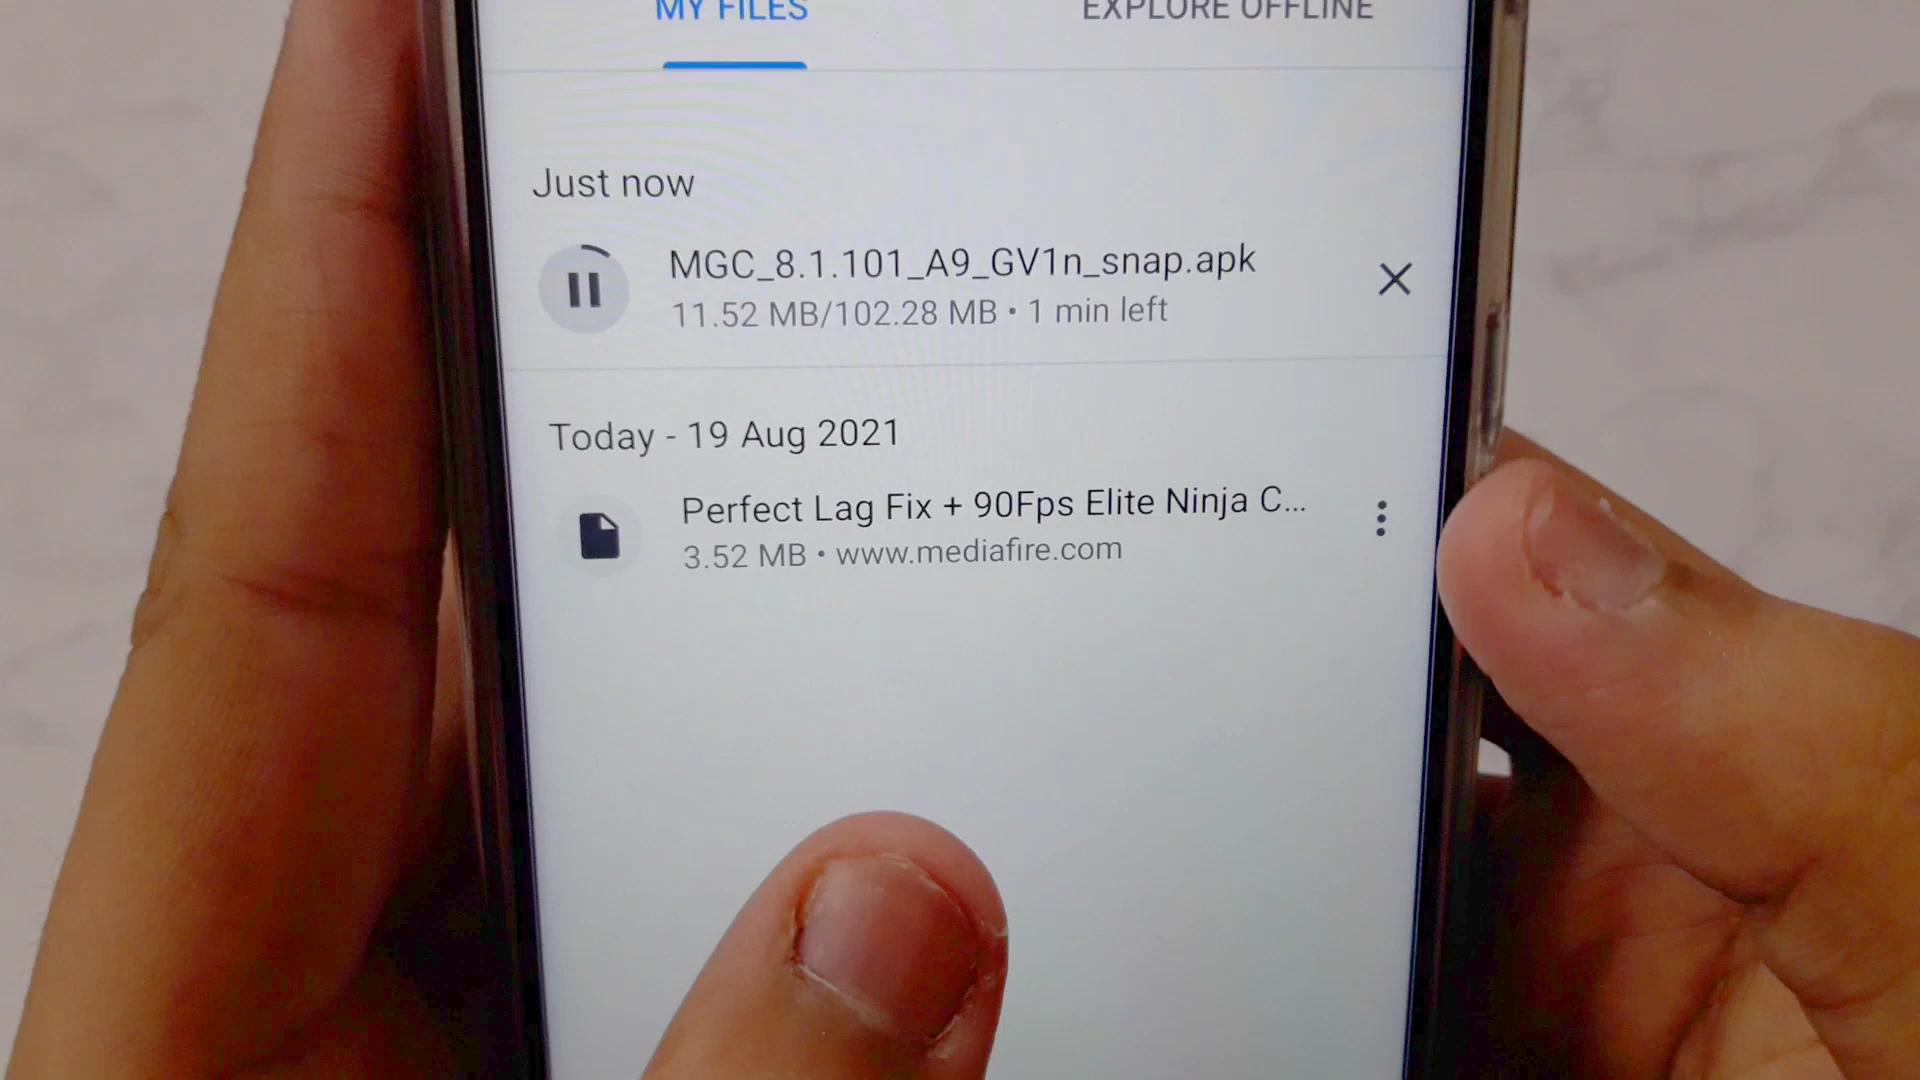 MY FILES
EXPLORE OFFLINE
Just now
MGC_8.1.101_A9_GV1n_snap.apk
11.52 MB/102.28 MB • 1 min left
Today - 19 Aug 2021
Perfect Lag Fix + 90Fps Elite Ninja C...
3.52 MB • www.mediafire.com